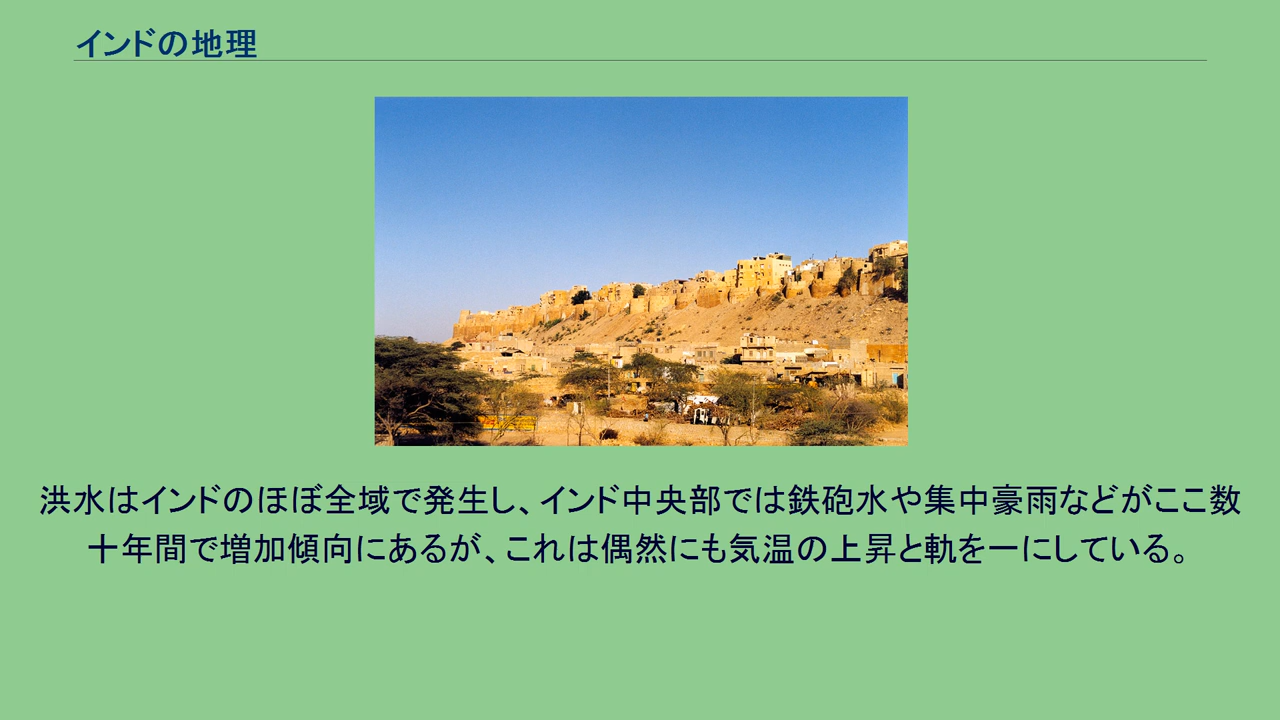 インドの地理
洪水はインドのほぼ全域で発生し、インド中央部では鉄砲水や集中豪雨などがここ数
十年間で増加傾向にあるが、これは偶然にも気温の上昇と軌を一にしている。